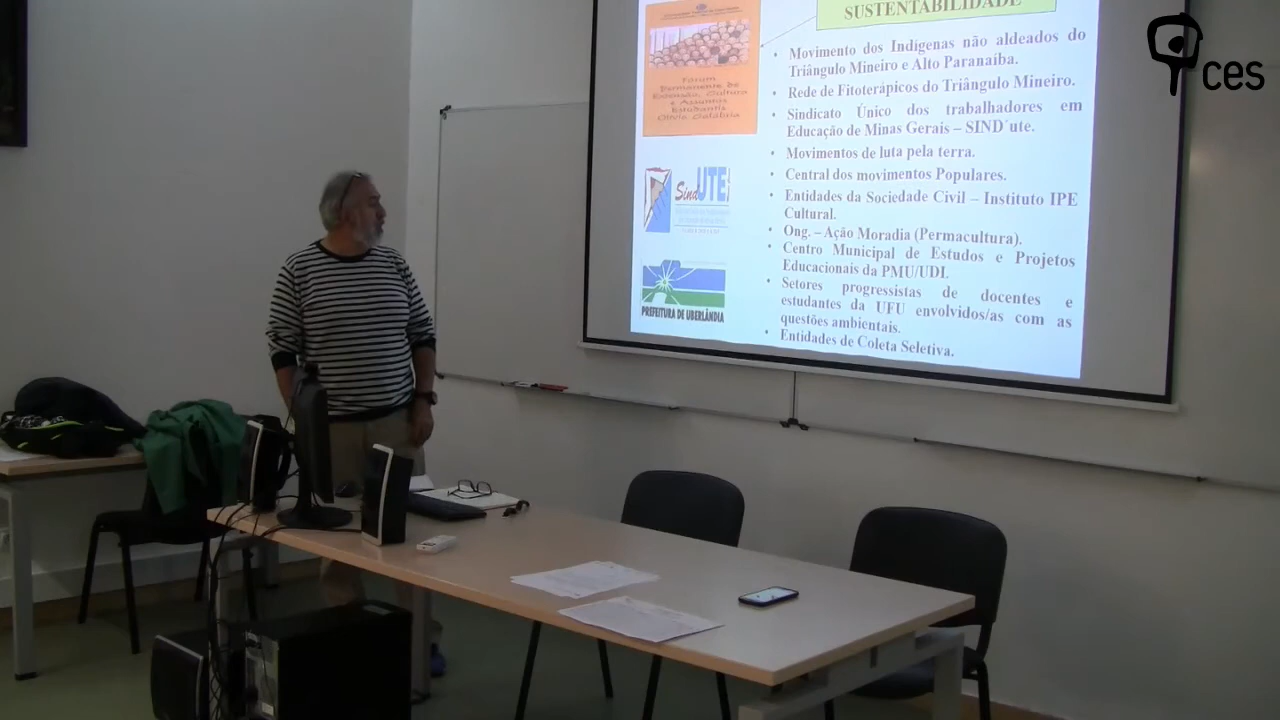 SUSTENTABILIDADE
Forum
Permanente de
Extensão, Cultura
e Assuntos
Estudantis
• Movimento dos Indígenas não aldeados do
Triângulo Mineiro e Alto Paranaíba.
• Rede de Fitoterápicos do Triângulo Mineiro.
• Sindicato Único dos trabalhadores em
Educação de Minas Gerais – SIND´ute.
• Movimentos de luta pela terra.
• Central dos movimentos Populares.
• Entidades da Sociedade Civil – Instituto IPE
Cultural.
• Ong. – Ação Moradia (Permacultura).
• Centro Municipal de Estudos e Projetos
Educacionais da PMU/UDI.
• Setores progressistas de docentes e
estudantes da UFU envolvidos/as com as
questões ambientais.
• Entidades de Coleta Seletiva.
SindUTE
PREFEITURA DE UBERLÂNDIA
ces